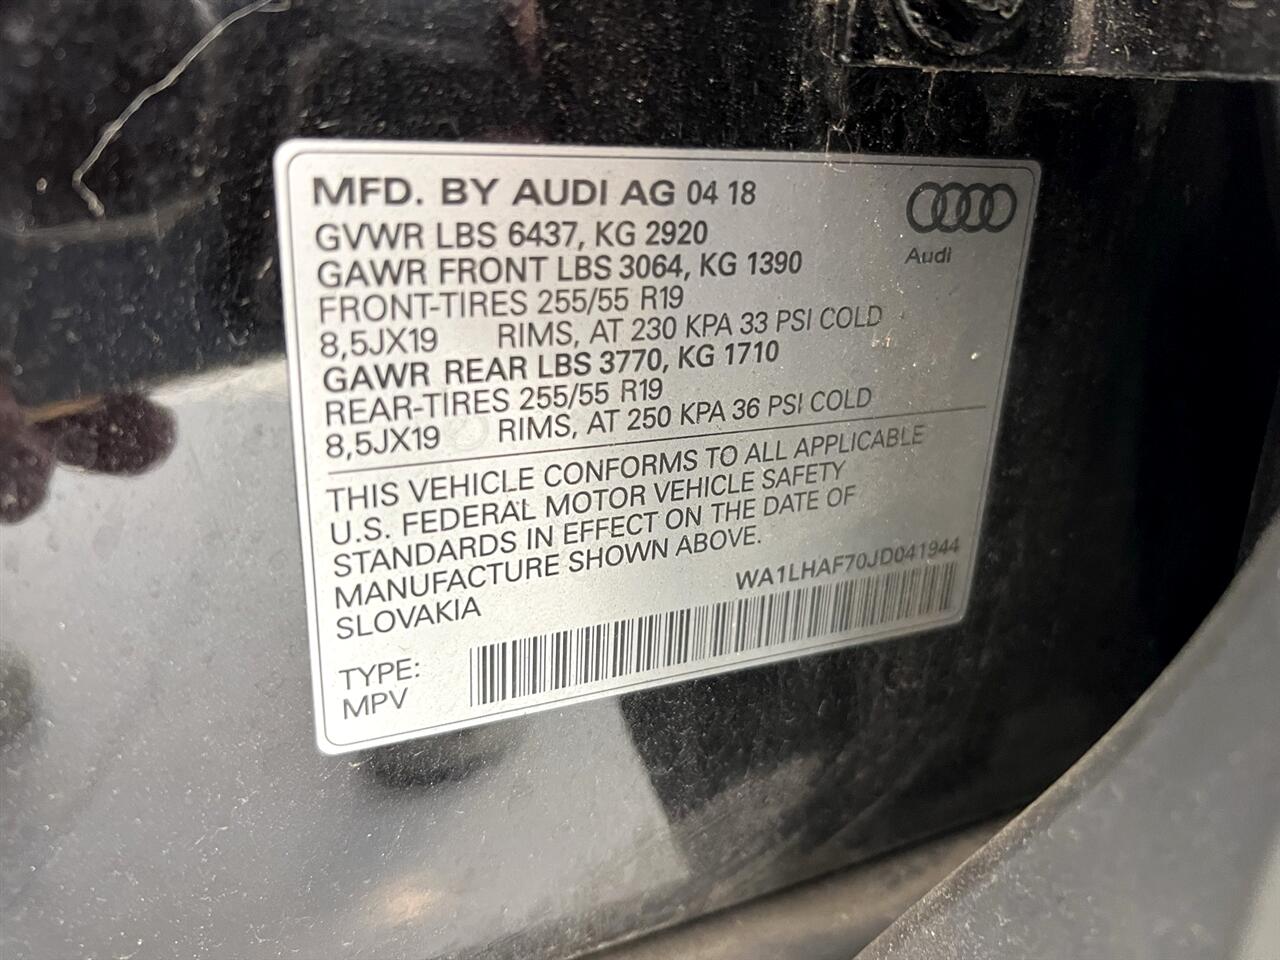 MFD. BY AUDI AG 04 18
Audi
GVWR LBS 6437, KG 2920
GAWR FRONT LBS 3064, KG 1390
FRONT-TIRES 255/55 R19
8,5JX19 RIMS, AT 230 KPA 33 PSI COLD
GAWR REAR LBS 3770, KG 1710
REAR-TIRES 255/55 R19
8,5JX19 RIMS, AT 250 KPA 36 PSI COLD
THIS VEHICLE CONFORMS TO ALL APPLICABLE
U.S. FEDERAL MOTOR VEHICLE SAFETY
STANDARDS IN EFFECT ON THE DATE OF
MANUFACTURE SHOWN ABOVE.
SLOVAKIA
WA1LHAF70JD041944
TYPE:
MPV